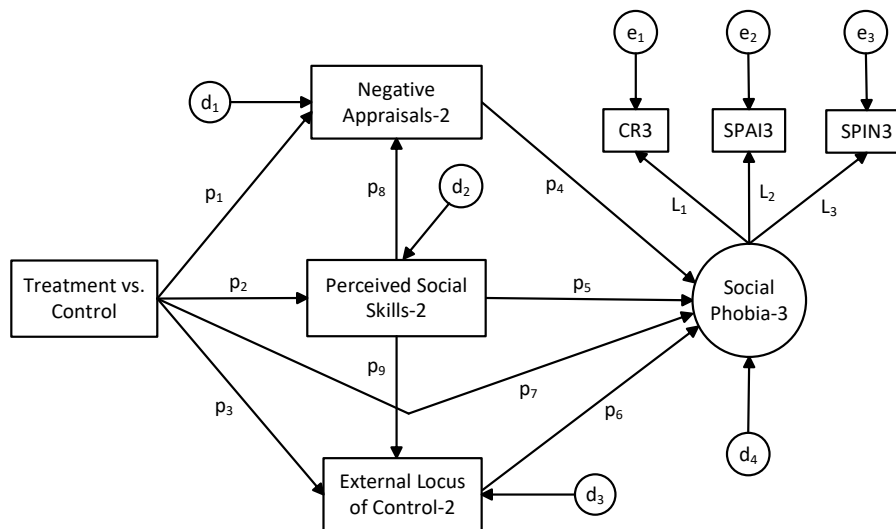 e₁
e₂
e₃
d₁
Negative
Appraisals-2
CR3
SPAI3
SPIN3
p₁
p₈
d₂
p₄
L₁
L₂
L₃
Treatment vs.
Control
p₂
Perceived Social
Skills-2
p₅
Social
Phobia-3
p₃
p₉
p₇
p₆
External Locus
of Control-2
d₃
d₄